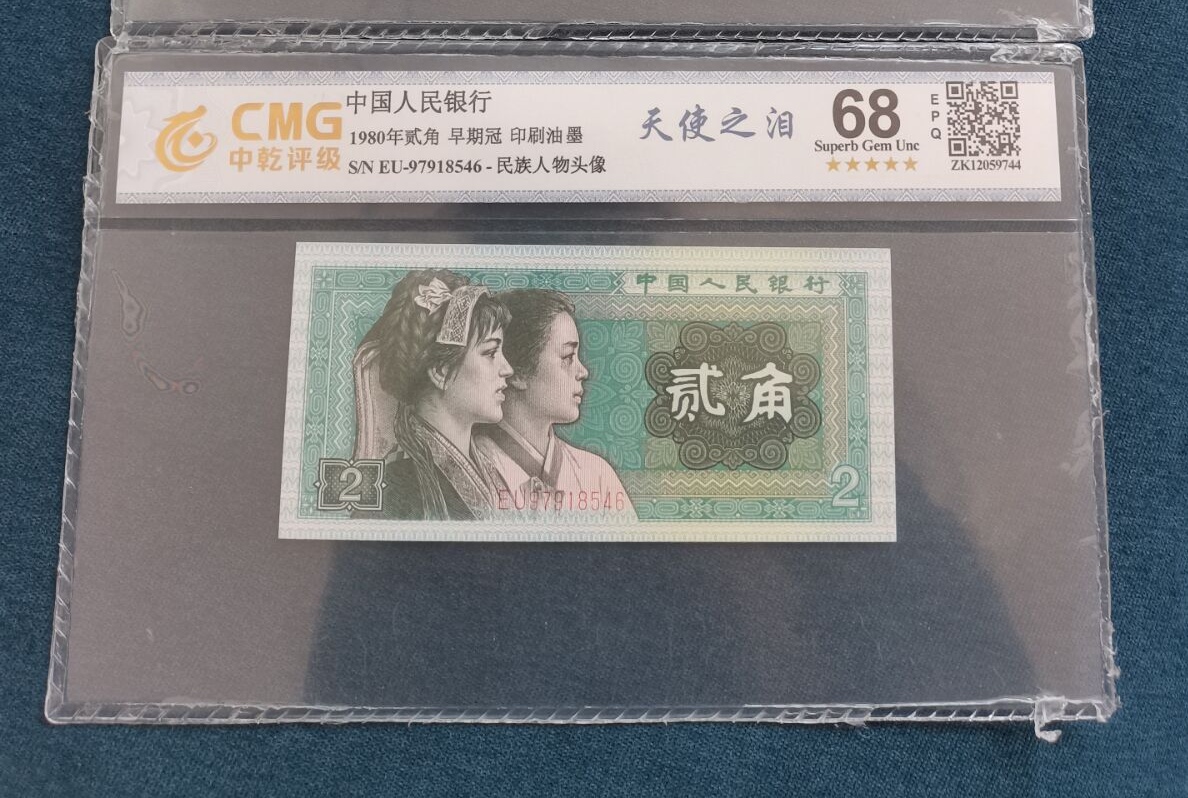 CMG
中乾评级
中国人民银行
1980年贰角 早期冠 印刷油墨
S/N EU-97918546 - 民族人物头像
天使之泪
68
Superb Gem Unc
EPQ
ZK12059744
中国人民银行
贰角
2
2
EU97918546